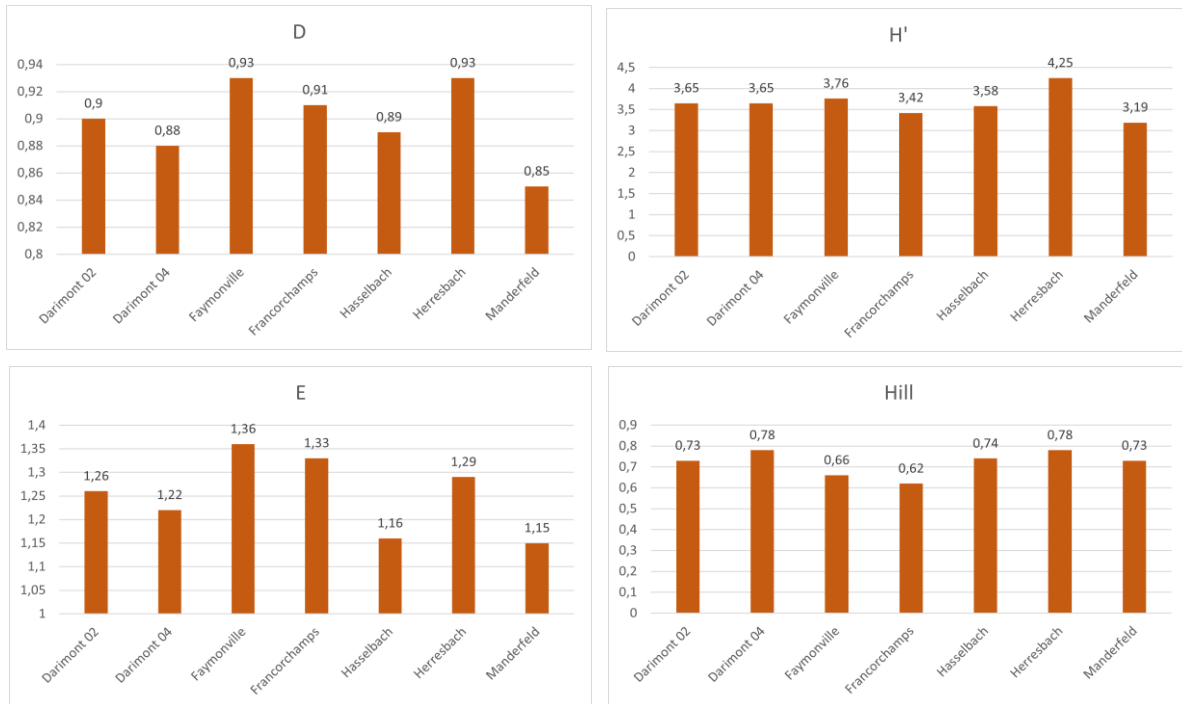 D
0,94
0,92
0,9
0,88
0,86
0,84
0,82
0,8
0,9
0,88
0,93
0,91
0,89
0,93
0,85
Darimont 02
Darimont 04
Faymonville
Francorchamps
Hasselbach
Herresbach
Manderfeld
H'
4,5
4
3,5
3
2,5
2
1,5
1
0,5
0
3,65
3,65
3,76
3,42
3,58
4,25
3,19
Darimont 02
Darimont 04
Faymonville
Francorchamps
Hasselbach
Herresbach
Manderfeld
E
1,4
1,35
1,3
1,25
1,2
1,15
1,1
1,05
1
1,26
1,22
1,36
1,33
1,16
1,29
1,15
Darimont 02
Darimont 04
Faymonville
Francorchamps
Hasselbach
Herresbach
Manderfeld
Hill
0,9
0,8
0,7
0,6
0,5
0,4
0,3
0,2
0,1
0
0,73
0,78
0,66
0,62
0,74
0,78
0,73
Darimont 02
Darimont 04
Faymonville
Francorchamps
Hasselbach
Herresbach
Manderfeld